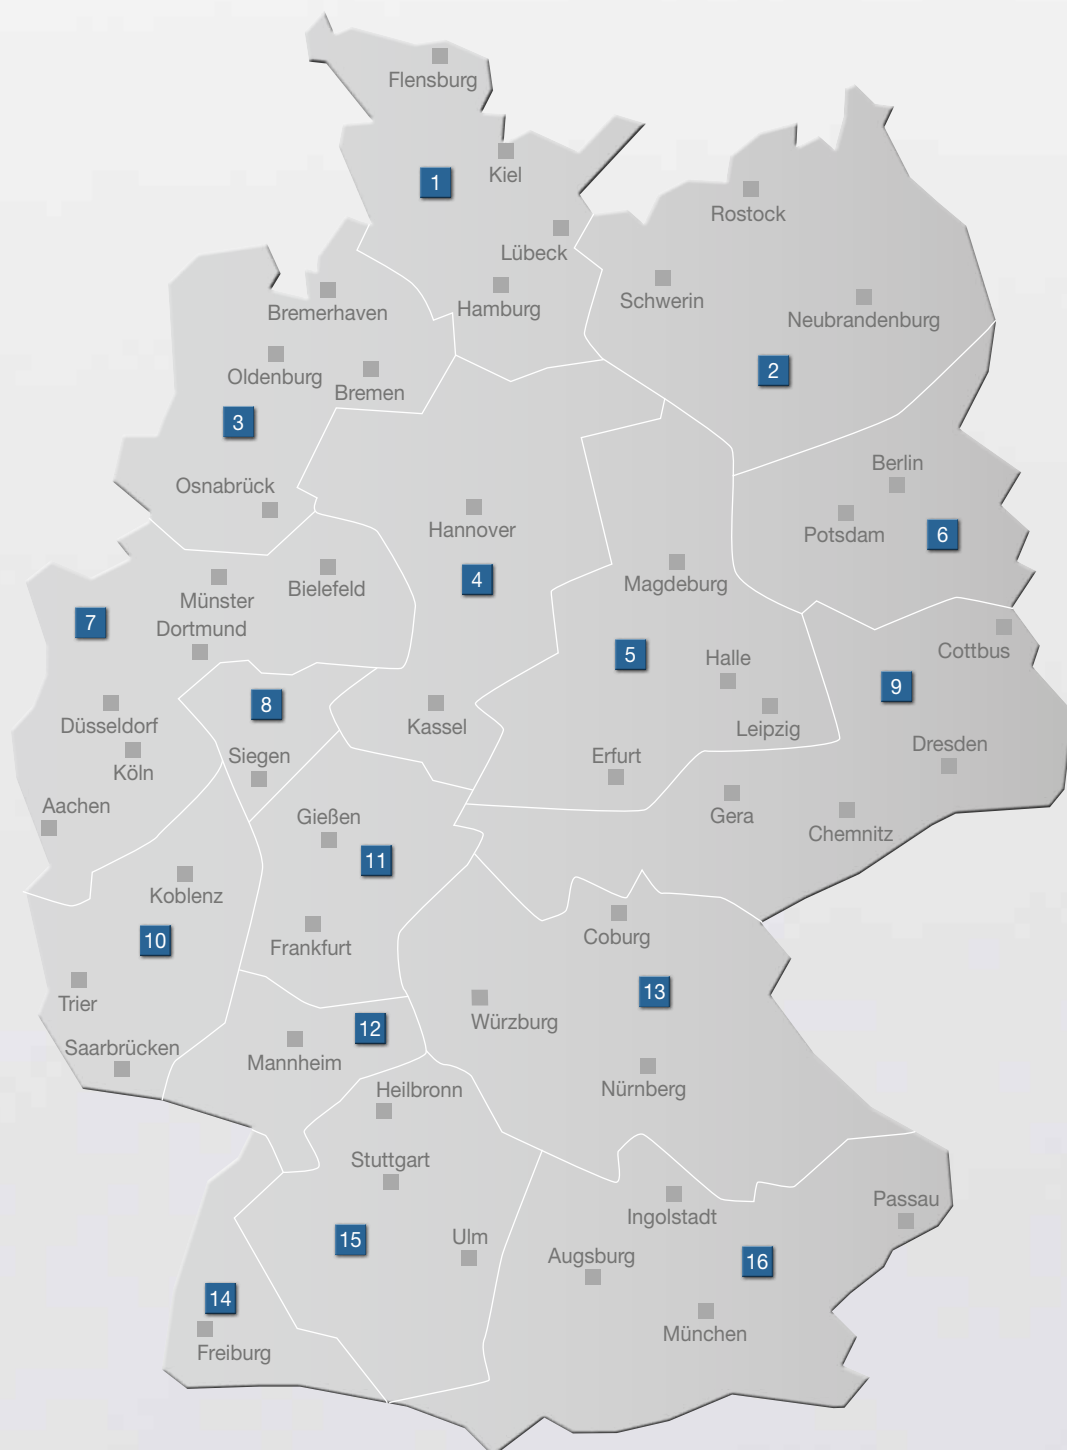 Flensburg
Kiel
1
Rostock
Lübeck
Schwerin
Hamburg
Bremerhaven
Neubrandenburg
2
Oldenburg
Bremen
3
Berlin
Osnabrück
Hannover
Potsdam
6
4
Magdeburg
Bielefeld
Münster
7
Dortmund
5
Halle
Cottbus
9
8
Düsseldorf
Kassel
Leipzig
Dresden
Siegen
Erfurt
Köln
Aachen
Gießen
Gera
Chemnitz
11
Koblenz
10
Frankfurt
Coburg
13
Trier
Würzburg
12
Saarbrücken
Mannheim
Heilbronn
Nürnberg
Stuttgart
Passau
Ingolstadt
15
Ulm
Augsburg
16
14
München
Freiburg